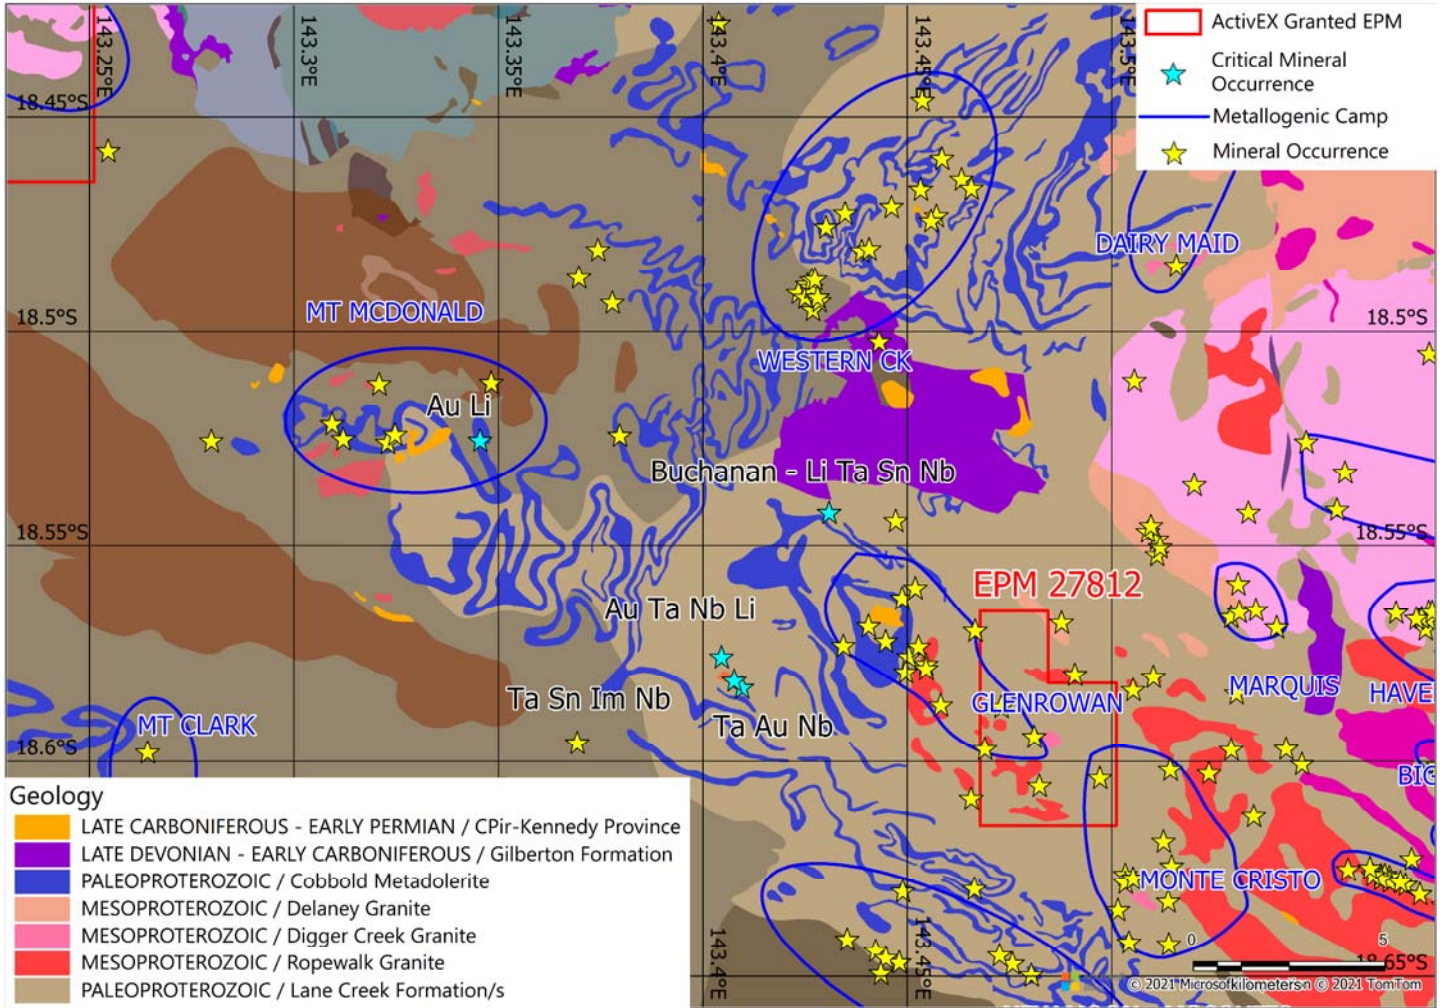 143.25°E
143.3°E
143.35°E
143.4°E
143.45°E
143.5°E
ActivEX Granted EPM
Critical Mineral
Occurrence
Metallogenic Camp
Mineral Occurrence
18.45°S
DAIRY MAID
MT MCDONALD
18.5°S
WESTERN CK
Au Li
Buchanan - Li Ta Sn Nb
18.55°S
18.55°S
EPM 27812
Au Ta Nb Li
Ta Sn Im Nb
GLENROWAN
MARQUIS
HAVE
MT CLARK
Ta Au Nb
18.6°S
18.6°S
BIG
Geology
LATE CARBONIFEROUS - EARLY PERMIAN / CPir-Kennedy Province
LATE DEVONIAN - EARLY CARBONIFEROUS / Gilberton Formation
PALEOPROTEROZOIC / Cobbold Metadolerite
MESOPROTEROZOIC / Delaney Granite
MESOPROTEROZOIC / Digger Creek Granite
MESOPROTEROZOIC / Ropewalk Granite
PALEOPROTEROZOIC / Lane Creek Formation/s
MONTE CRISTO
143.4°E
143.45°E
0 5
18.65°S
kilometers
© 2021 Microsoft © 2021 TomTom
18.5°S